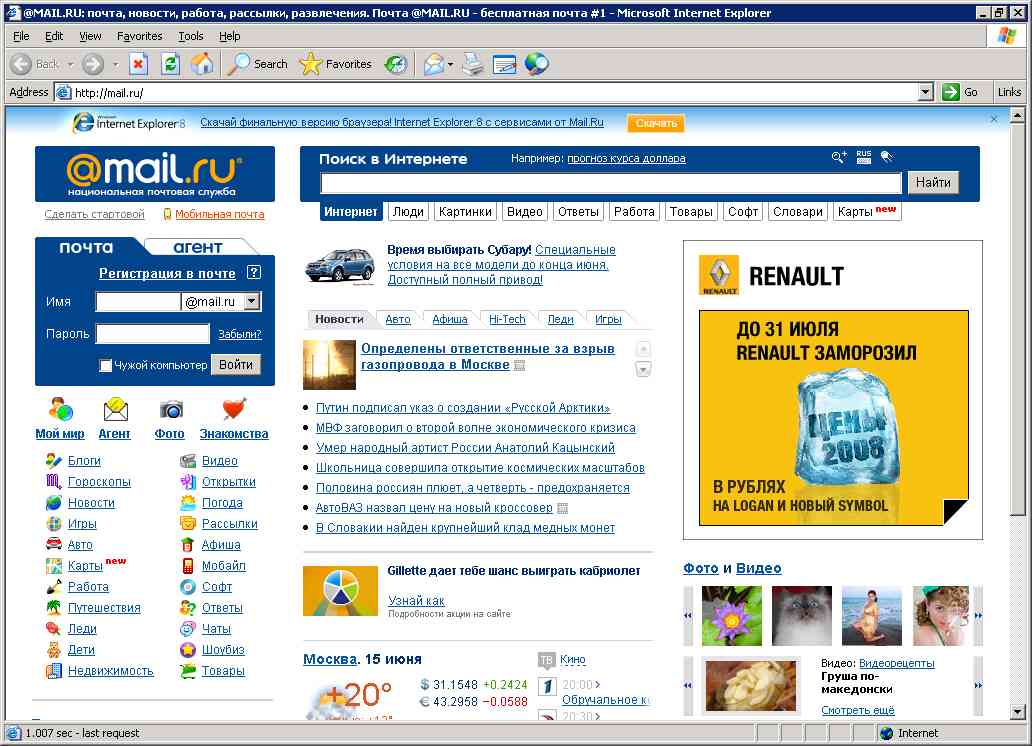 @MAIL.RU: почта, новости, работа, рассылки, развлечения. Почта @MAIL.RU - бесплатная почта #1 - Microsoft Internet Explorer
File Edit View Favorites Tools Help
Back Search Favorites
Address http://mail.ru/ Go Links
Windows Internet Explorer 8 Скачай финальную версию браузера! Internet Explorer 8 с сервисами от Mail.Ru Скачать
@mail.ru®
национальная почтовая служба
Сделать стартовой Мобильная почта
Поиск в Интернете Например: прогноз курса доллара RUS
Найти
Интернет Люди Картинки Видео Ответы Работа Товары Софт Словари Карты new
почта агент
Регистрация в почте ?
Имя @mail.ru
Пароль Забыли?
Чужой компьютер Войти
Мой мир Агент Фото Знакомства
Блоги Видео
Гороскопы Открытки
Новости Погода
Игры Рассылки
Авто Афиша
Карты new Мобайл
Работа Софт
Путешествия Ответы
Леди Чаты
Дети Шоубиз
Недвижимость Товары
Время выбирать Субару! Специальные
условия на все модели до конца июня.
Доступный полный привод!
Новости Авто Афиша Hi-Tech Леди Игры
Определены ответственные за взрыв
газопровода в Москве
Путин подписал указ о создании «Русской Арктики»
МВФ заговорил о второй волне экономического кризиса
Умер народный артист России Анатолий Кацынский
Школьница совершила открытие космических масштабов
Половина россиян плюет, а четверть - предохраняется
АвтоВАЗ назвал цену на новый кроссовер
В Словакии найден крупнейший клад медных монет
Gillette дает тебе шанс выиграть кабриолет
Узнай как
Подробности акции на сайте
Москва. 15 июня ТВ Кино
+20° $ 31.1548 +0.2424 1 20:00
€ 43.2958 −0.0588 Обручальное к
20:30
RENAULT RENAULT
ДО 31 ИЮЛЯ
RENAULT ЗАМОРОЗИЛ
ЦЕНЫ
2008
В РУБЛЯХ
НА LOGAN И НОВЫЙ SYMBOL
Фото и Видео
Видео: Видеорецепты
Груша по-
македонски
Смотреть ещё
1.007 sec - last request Internet